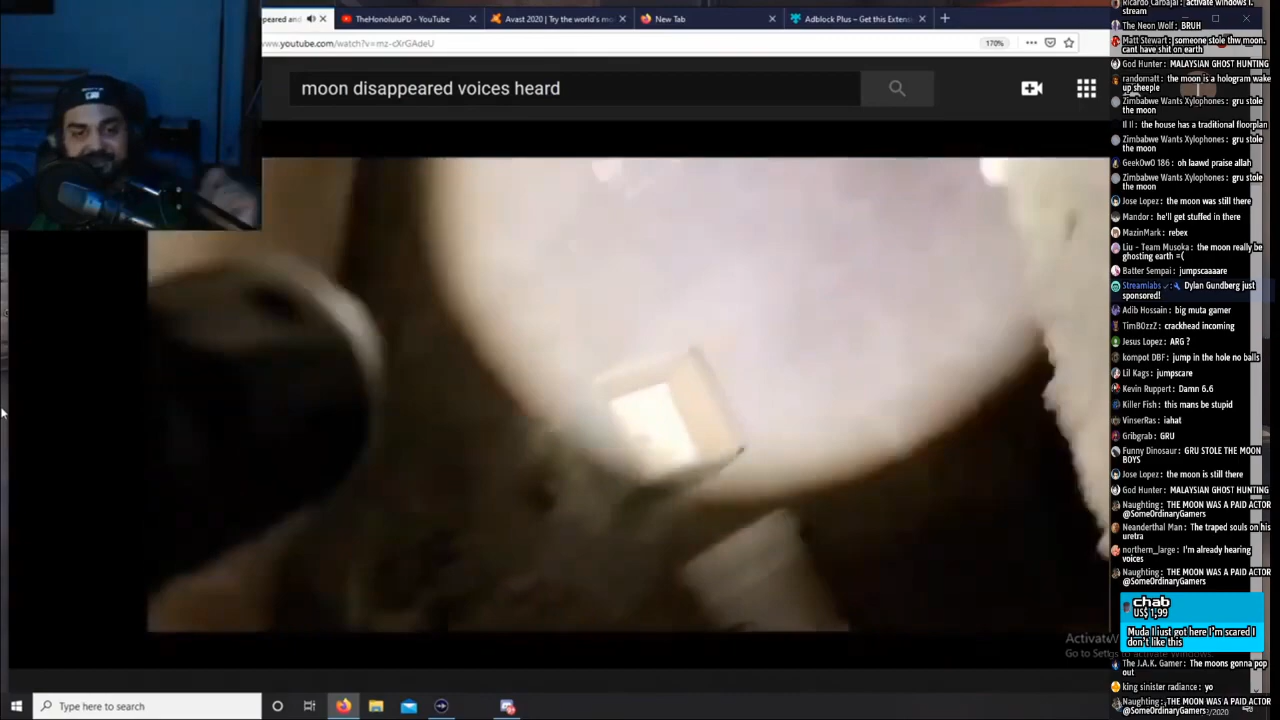 peared and
TheHonoluluPD - YouTube
Avast 2020 | Try the world's mo
New Tab
Adblock Plus – Get this Exten
www.youtube.com/watch?v=mz-cXrGAdeU
170%
moon disappeared voices heard
Ricardo Carbajal: activate windows i.
stream
The Neon Wolf: BRUH
Matt Stewart: someone stole thw moon.
cant have shit on earth
God Hunter: MALAYSIAN GHOST HUNTING
randomatt: the moon is a hologram wake
up sheeple
Zimbabwe Wants Xylophones: gru stole
the moon
Il Il: the house has a traditional floorplan
Zimbabwe Wants Xylophones: gru stole
the moon
GeekOwO 186: oh laawd praise allah
Zimbabwe Wants Xylophones: gru stole
the moon
Jose Lopez: the moon was still there
Mandor: he'll get stuffed in there
MazinMark: rebex
Liu - Team Musoka: the moon really be
ghosting earth =(
Batter Sempai: jumpscaaaare
Streamlabs: Dylan Gundberg just
sponsored!
Adib Hossain: big muta gamer
TimBOzzZ: crackhead incoming
Jesus Lopez: ARG ?
kompot DBF: jump in the hole no balls
Lil Kags: jumpscare
Kevin Ruppert: Damn 6.6
Killer Fish: this mans be stupid
VinserRas: iahat
Gribgrab: GRU
Funny Dinosaur: GRU STOLE THE MOON
BOYS
Jose Lopez: the moon is still there
God Hunter: MALAYSIAN GHOST HUNTING
Naughting: THE MOON WAS A PAID ACTOR
@SomeOrdinaryGamers
Neanderthal Man: The traped souls on his
uretra
northern_large: I'm already hearing
voices
Naughting: THE MOON WAS A PAID ACTOR
@SomeOrdinaryGamers
chab
US$ 1,99
Muda I just got here I'm scared I
don't like this
The J.A.K. Gamer: The moons gonna pop
out
king sinister radiance: yo
Naughting: THE MOON WAS A PAID ACTOR
@SomeOrdinaryGamers
Activate W
Go to Settings to activate Windows.
Type here to search
/2020